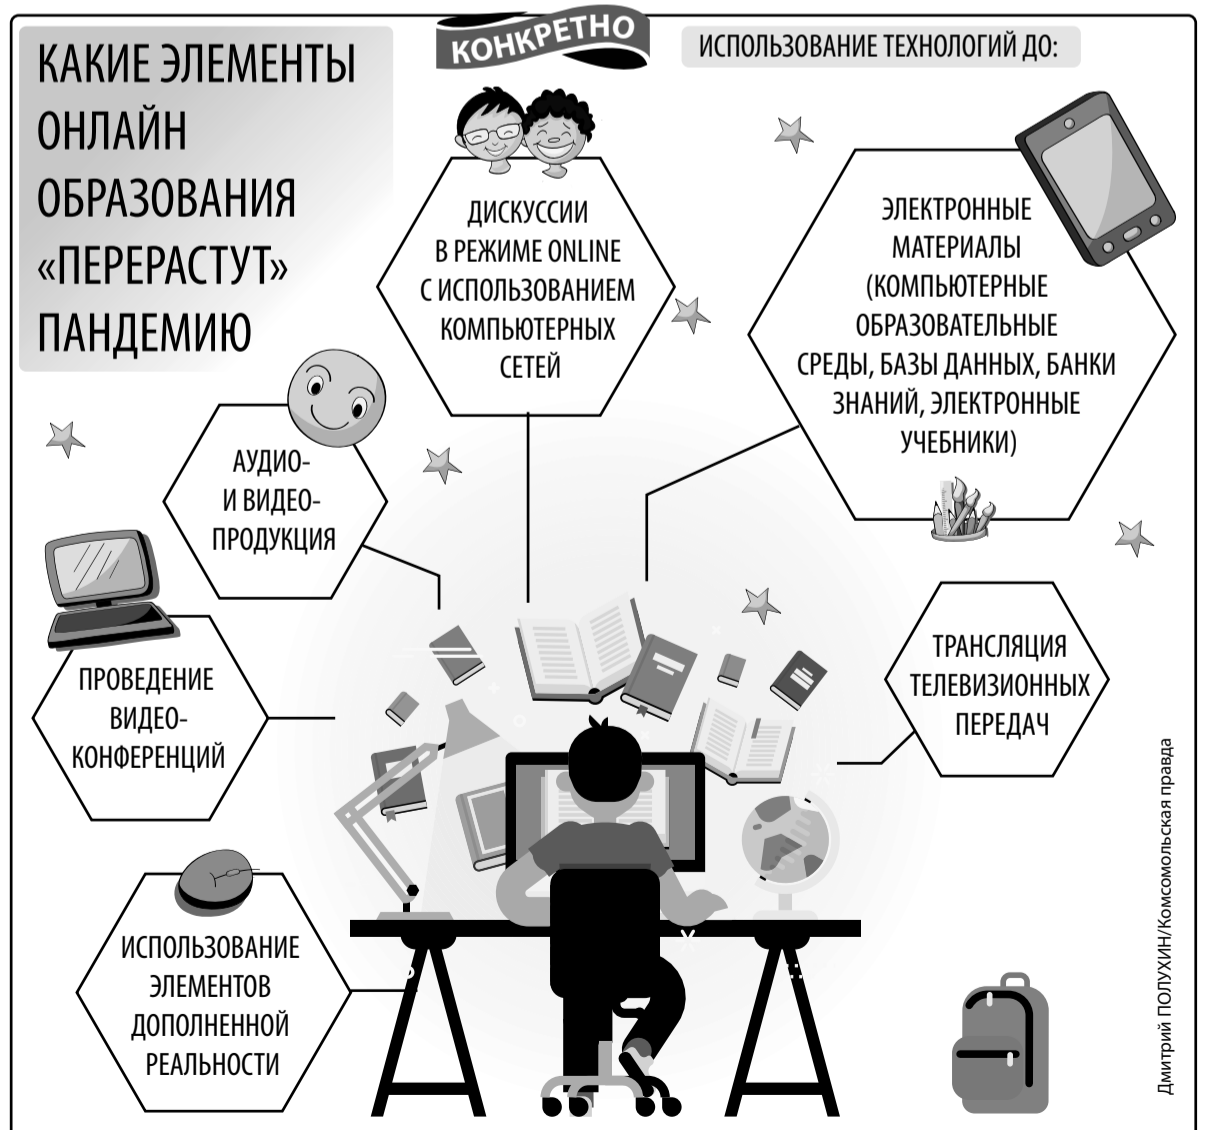 КАКИЕ ЭЛЕМЕНТЫ
ОНЛАЙН
ОБРАЗОВАНИЯ
«ПЕРЕРАСТУТ»
ПАНДЕМИЮ
КОНКРЕТНО
ИСПОЛЬЗОВАНИЕ ТЕХНОЛОГИЙ ДО:
ДИСКУССИИ
В РЕЖИМЕ ONLINE
С ИСПОЛЬЗОВАНИЕМ
КОМПЬЮТЕРНЫХ
СЕТЕЙ
ЭЛЕКТРОННЫЕ
МАТЕРИАЛЫ
(КОМПЬЮТЕРНЫЕ
ОБРАЗОВАТЕЛЬНЫЕ
СРЕДЫ, БАЗЫ ДАННЫХ, БАНКИ
ЗНАНИЙ, ЭЛЕКТРОННЫЕ
УЧЕБНИКИ)
АУДИО-
И ВИДЕО-
ПРОДУКЦИЯ
ПРОВЕДЕНИЕ
ВИДЕО-
КОНФЕРЕНЦИЙ
ТРАНСЛЯЦИЯ
ТЕЛЕВИЗИОННЫХ
ПЕРЕДАЧ
ИСПОЛЬЗОВАНИЕ
ЭЛЕМЕНТОВ
ДОПОЛНЕННОЙ
РЕАЛЬНОСТИ
Дмитрий ПОЛУХИН/Комсомольская правда